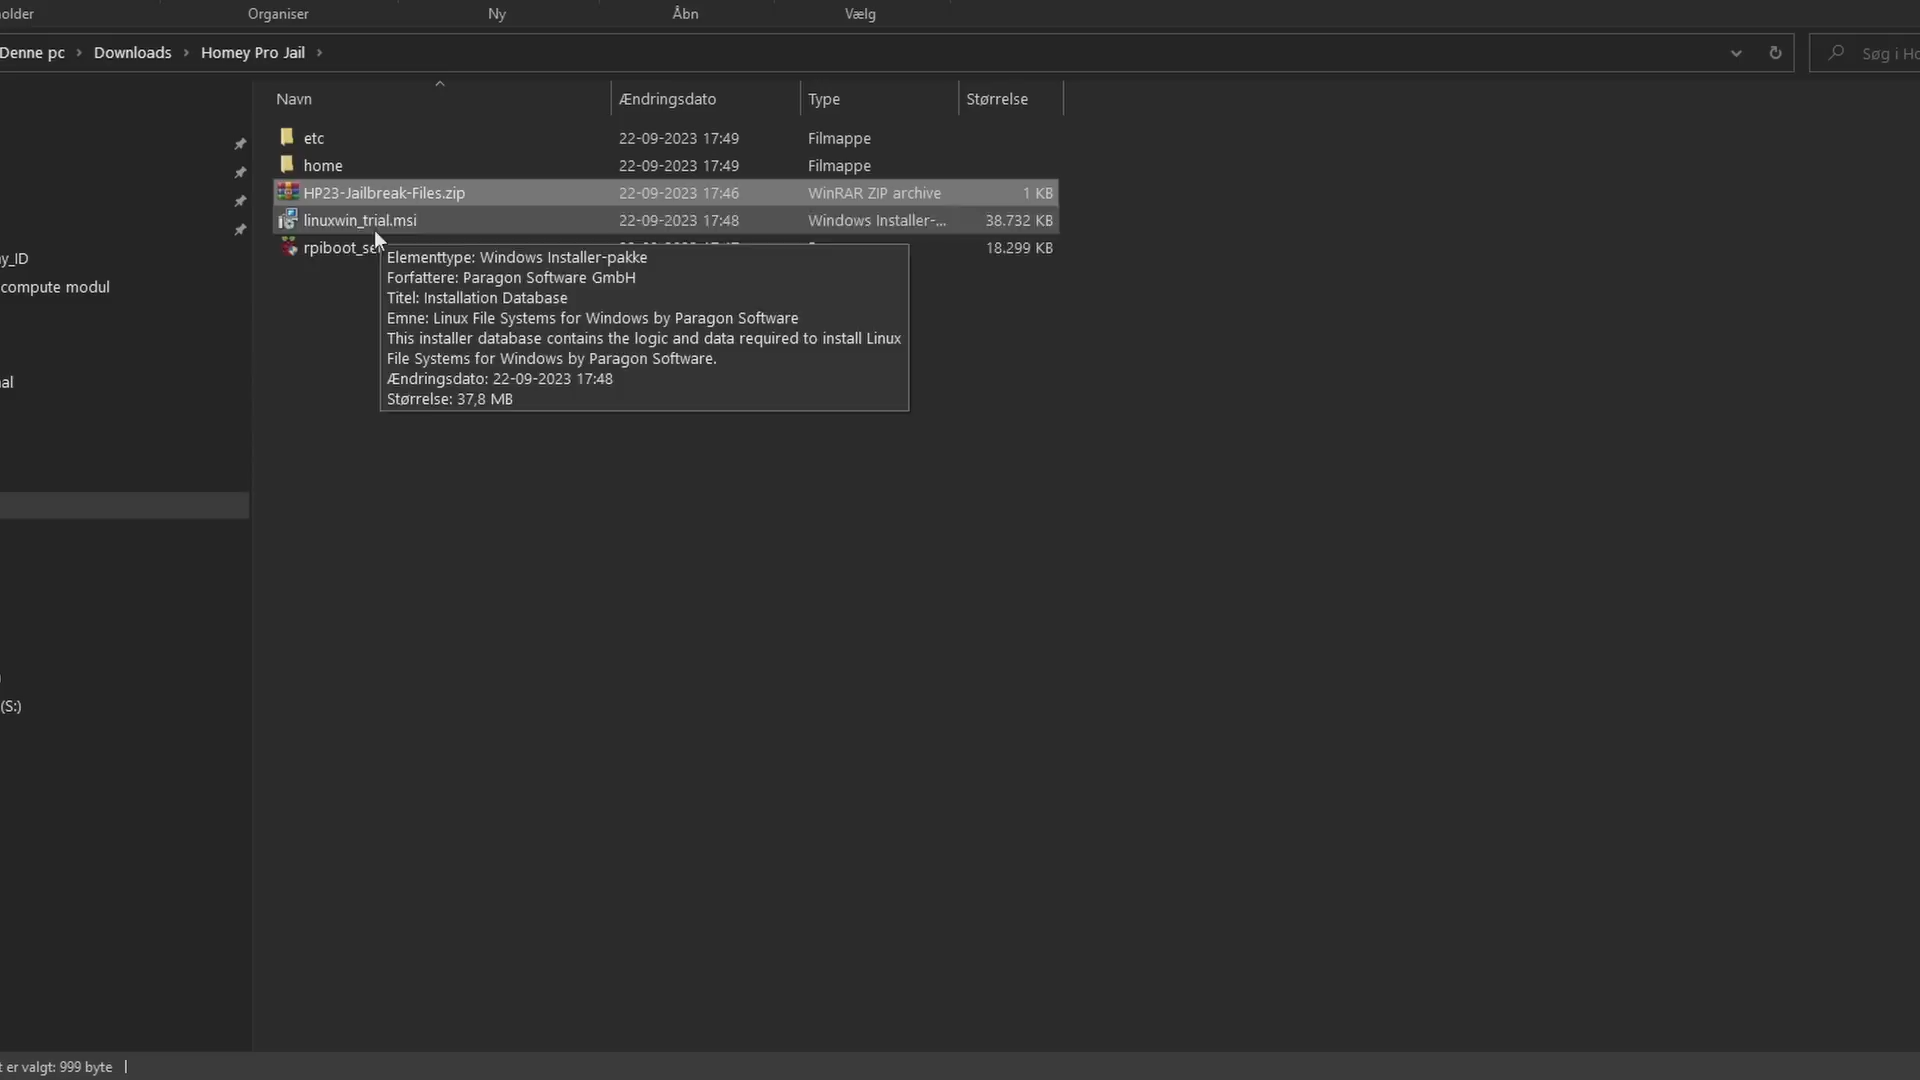 older Organiser Ny Åbn Vælg
Denne pc › Downloads › Homey Pro Jail › Søg i Ho
Navn Ændringsdato Type Størrelse
etc 22-09-2023 17:49 Filmappe
home 22-09-2023 17:49 Filmappe
HP23-Jailbreak-Files.zip 22-09-2023 17:46 WinRAR ZIP archive 1 KB
linuxwin_trial.msi 22-09-2023 17:48 Windows Installer-... 38.732 KB
rpiboot_se 18.299 KB
Elementtype: Windows Installer-pakke
Forfattere: Paragon Software GmbH
Titel: Installation Database
Emne: Linux File Systems for Windows by Paragon Software
This installer database contains the logic and data required to install Linux
File Systems for Windows by Paragon Software.
Ændringsdato: 22-09-2023 17:48
Størrelse: 37,8 MB
y_ID
compute modul
al
)
(S:)
t er valgt: 999 byte